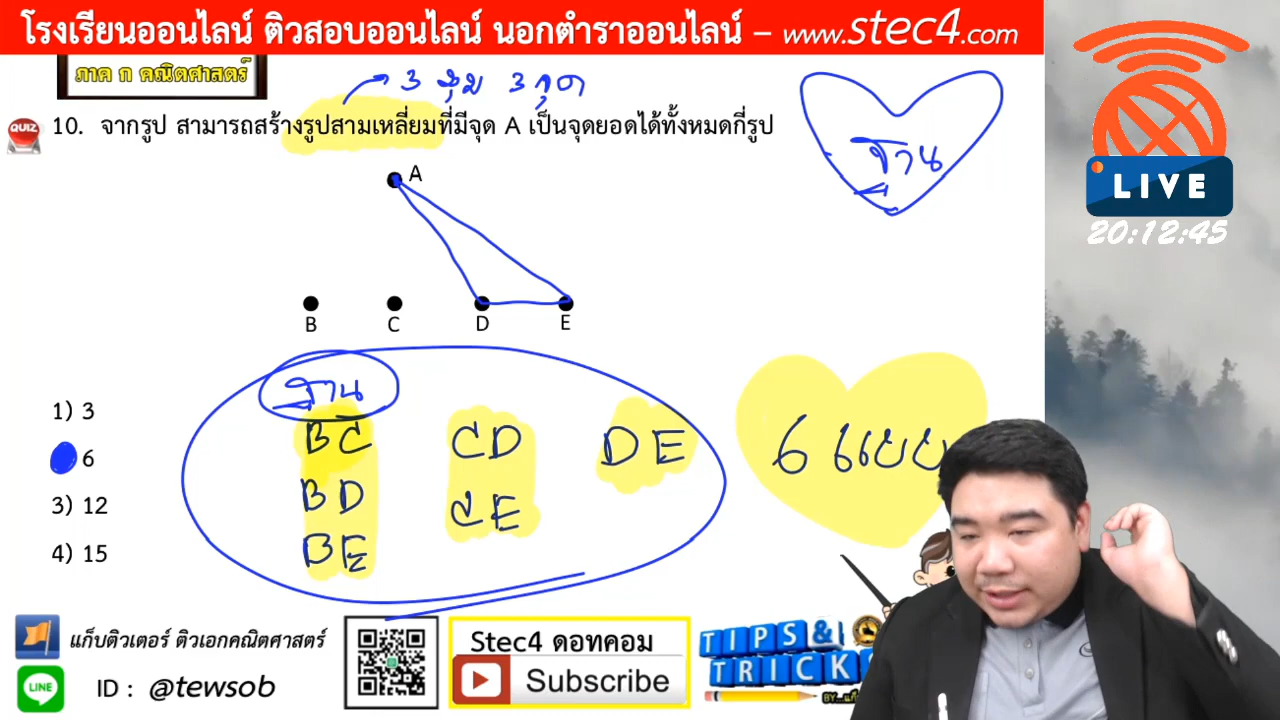 โรงเรียนออนไลน์ ติวสอบออนไลน์ นอกตำราออนไลน์ – www.stec4.com
ภาค ก คณิตศาสตร์
3 มุม 3 จุด
QUIZ
10. จากรูป สามารถสร้างรูปสามเหลี่ยมที่มีจุด A เป็นจุดยอดได้ทั้งหมดกี่รูป
ฐาน
LIVE
20:12:45
A
B C D E
ฐาน
1) 3
6
3) 12
4) 15
BC CD DE
BD CE
BE
6 แบบ
แก็บติวเตอร์ ติวเอกคณิตศาสตร์
LINE
ID : @tewsob
Stec4 ดอทคอม
Subscribe
TIPS &
TRICK